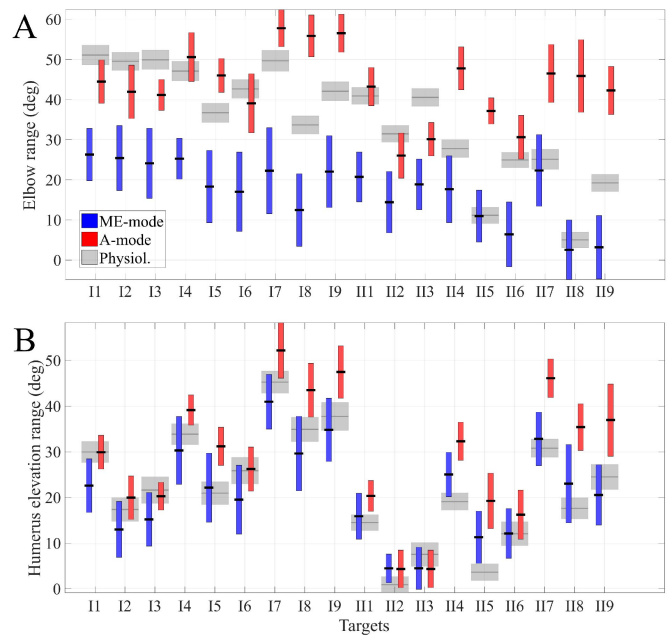 A
Elbow range (deg)
60
50
40
30
20
10
0
ME-mode
A-mode
Physiol.
I1 I2 I3 I4 I5 I6 I7 I8 I9 II1 II2 II3 II4 II5 II6 II7 II8 II9
B
Humerus elevation range (deg)
50
40
30
20
10
0
I1 I2 I3 I4 I5 I6 I7 I8 I9 II1 II2 II3 II4 II5 II6 II7 II8 II9
Targets